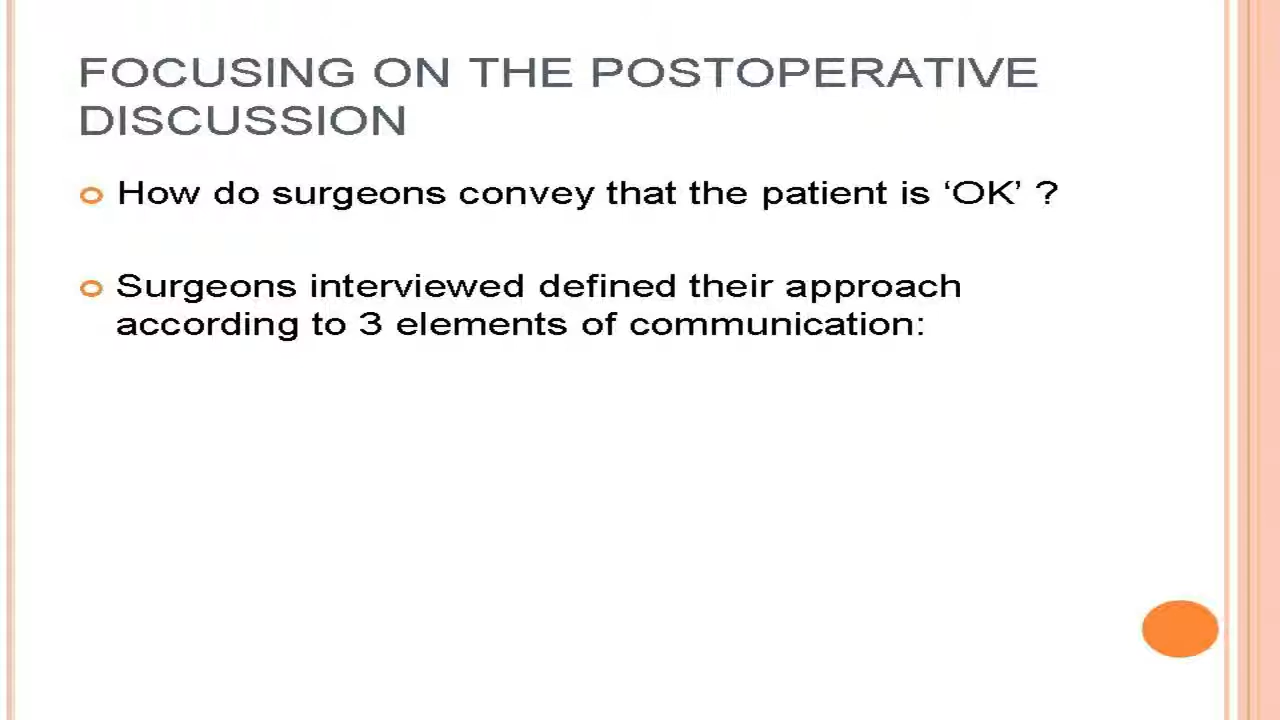 FOCUSING ON THE POSTOPERATIVE
DISCUSSION
How do surgeons convey that the patient is ‘OK’ ?
Surgeons interviewed defined their approach
according to 3 elements of communication: